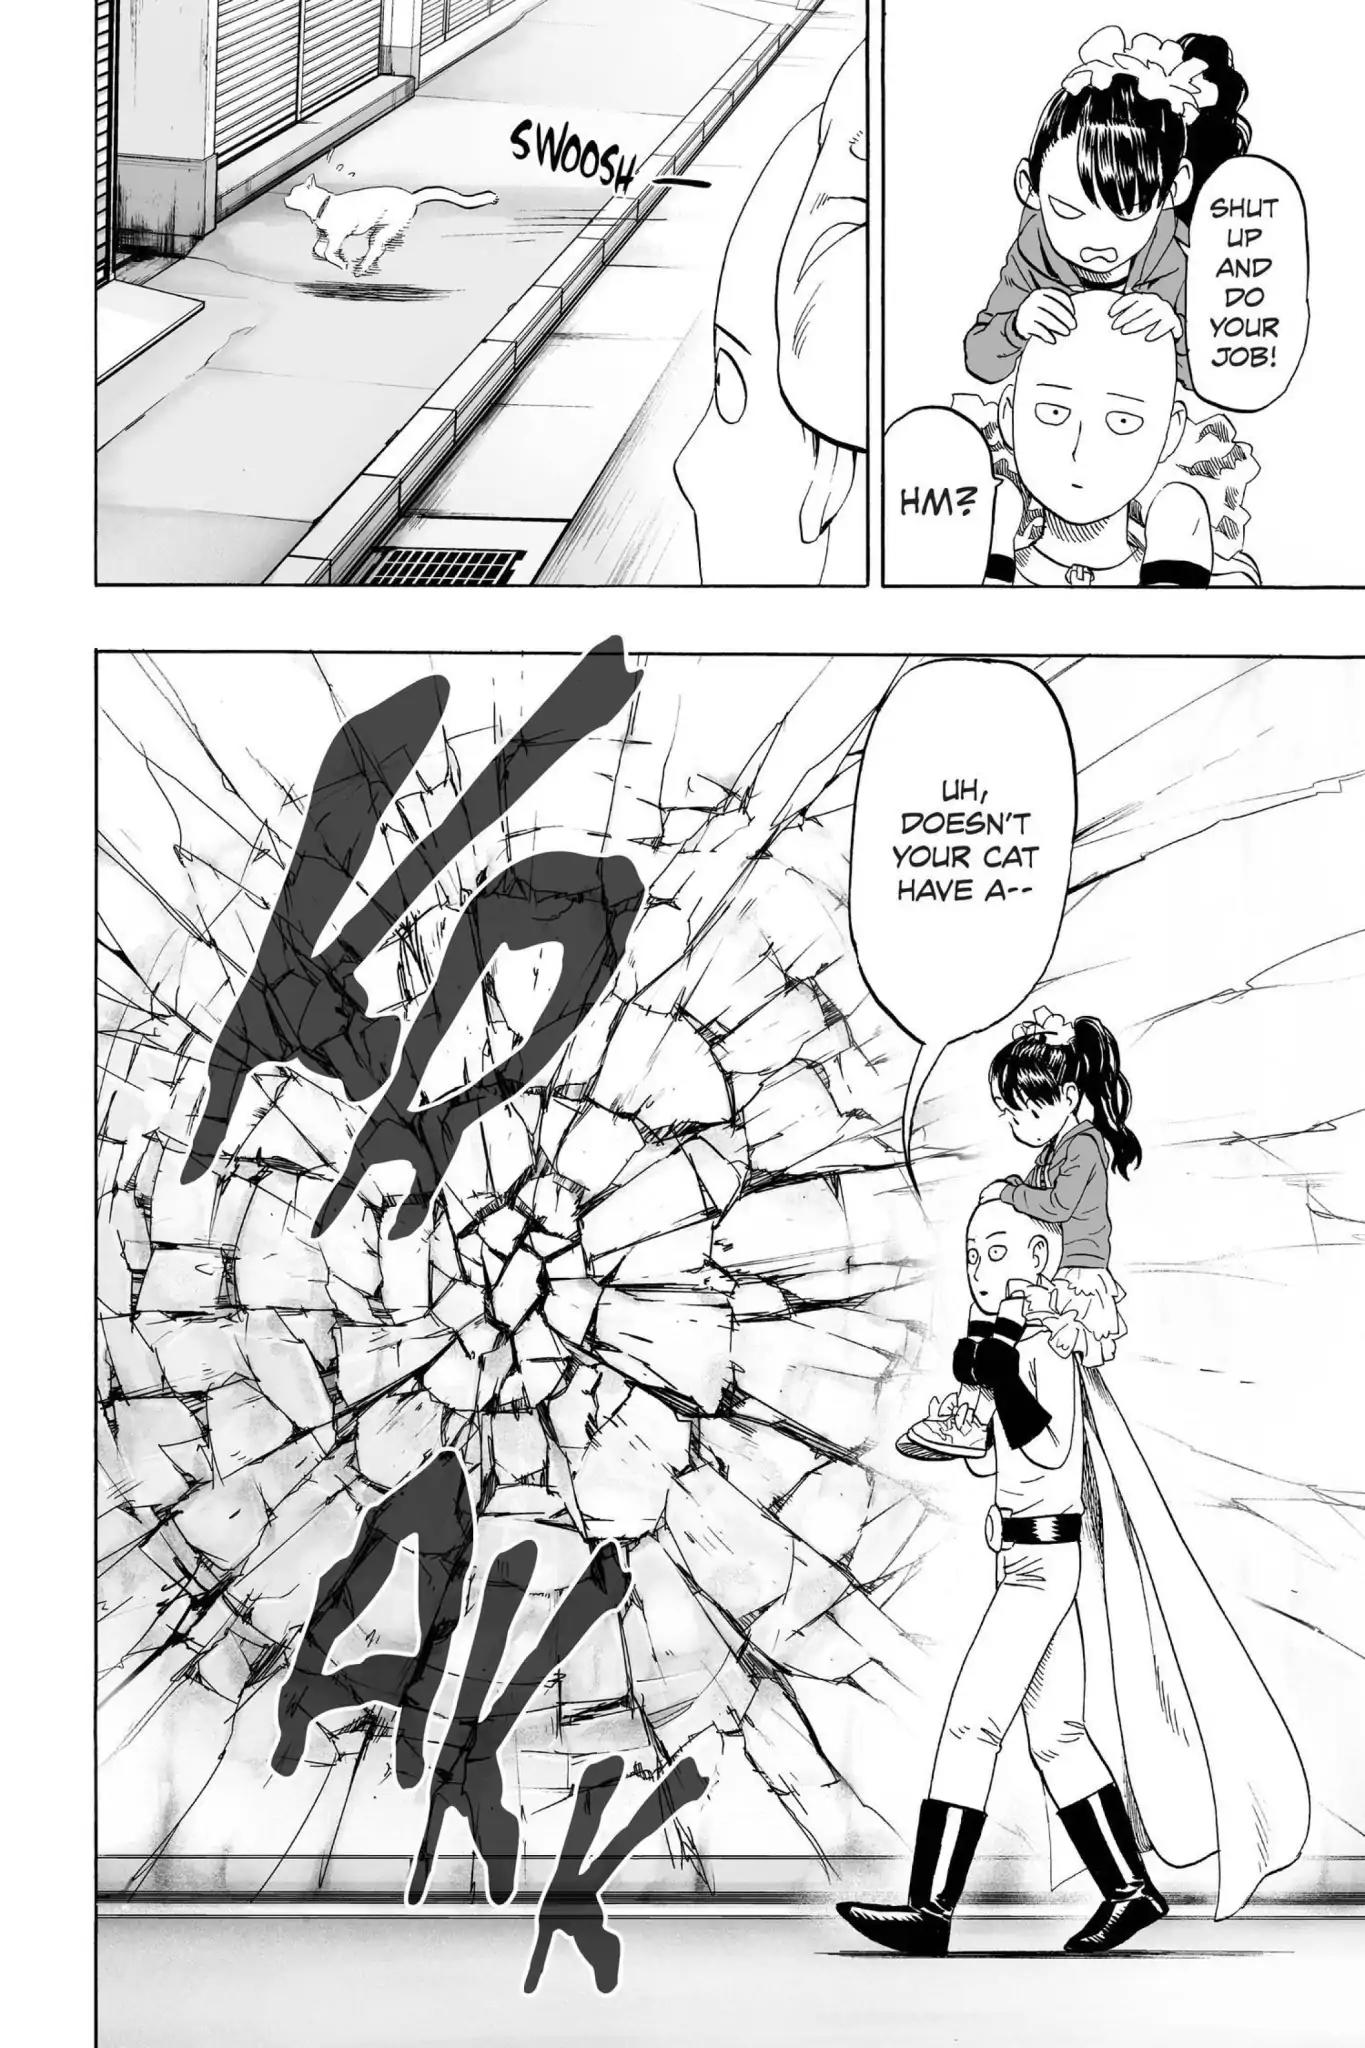 SHUT
UP
AND
DO
YOUR
JOB!
HM?
SWOOSH
UH,
DOESN'T
YOUR CAT
HAVE A--
KRAKK